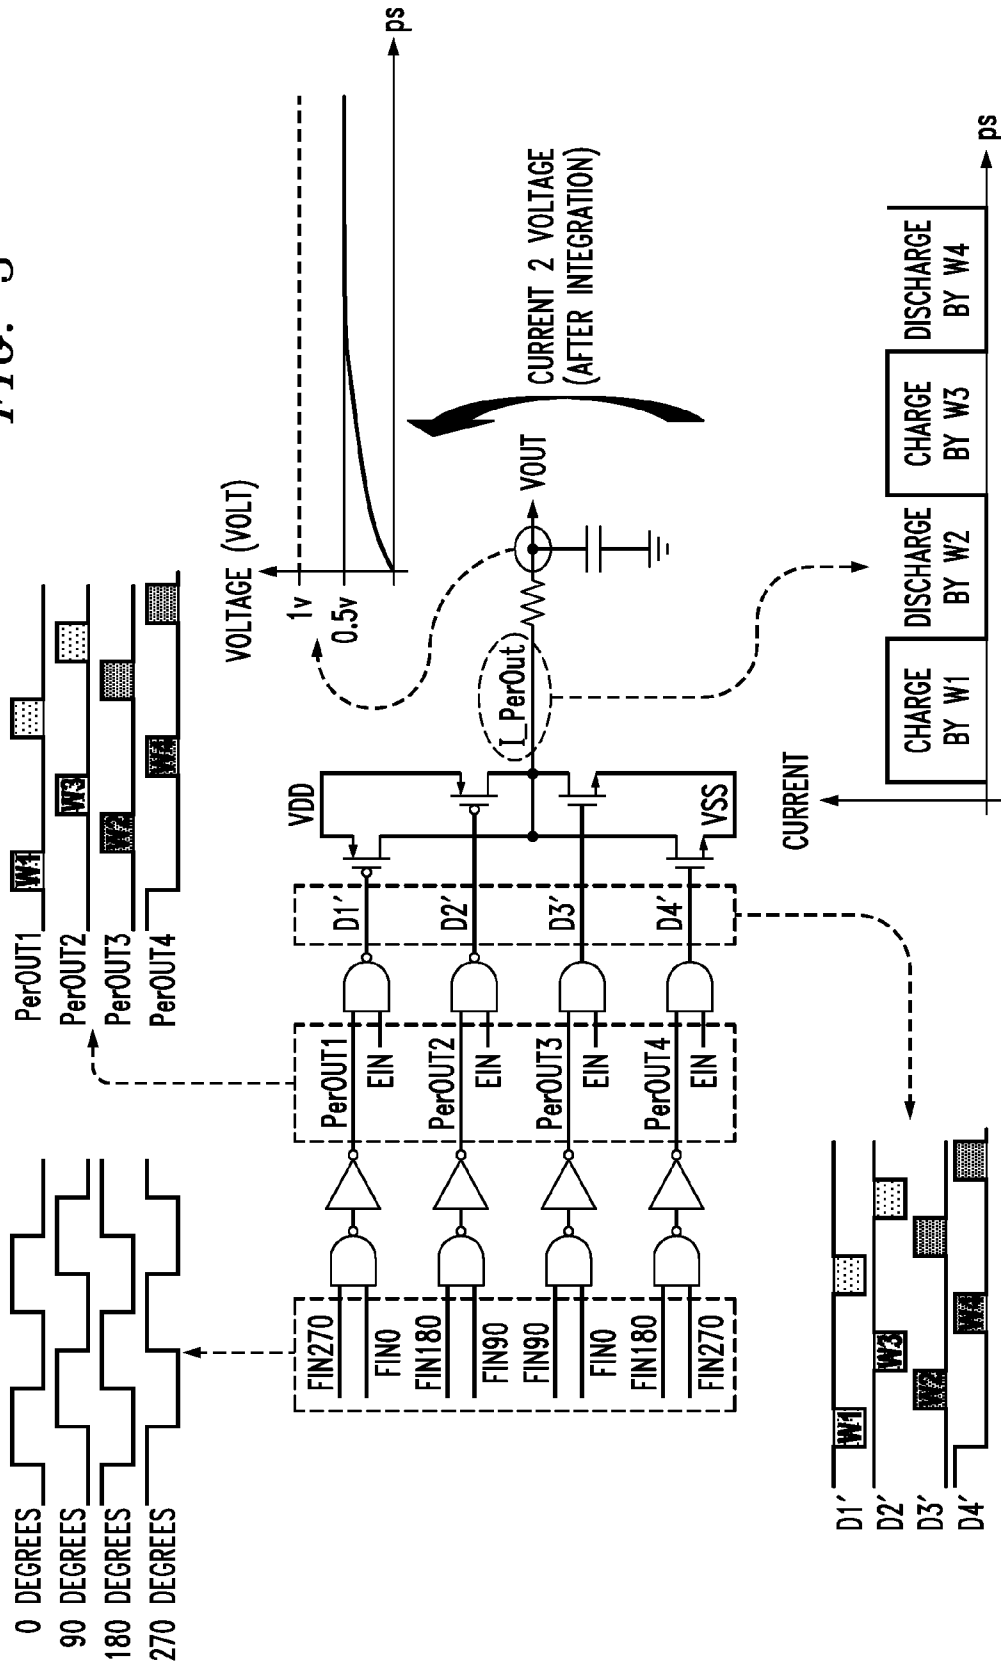 FIG. 3
0 DEGREES
90 DEGREES
180 DEGREES
270 DEGREES
PerOUT1
PerOUT2
PerOUT3
PerOUT4
W1
W3
W2
W4
VOLTAGE (VOLT)
1v
0.5v
ps
FIN270
FIN0
FIN180
FIN90
FIN90
FIN0
FIN180
FIN270
PerOUT1
EIN
PerOUT2
EIN
PerOUT3
EIN
PerOUT4
EIN
D1'
D2'
D3'
D4'
VDD
VSS
I_PerOut
VOUT
CURRENT 2 VOLTAGE
(AFTER INTEGRATION)
D1'
D2'
D3'
D4'
W1
W3
W2
W4
CURRENT
CHARGE
BY W1
DISCHARGE
BY W2
CHARGE
BY W3
DISCHARGE
BY W4
ps